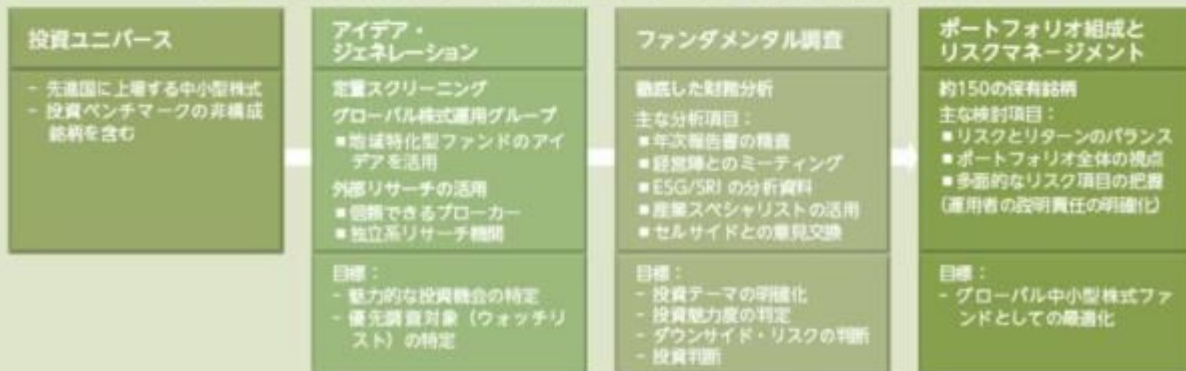 投資ユニバース
- 先進国に上場する中小型株式
- 投資ベンチマークの非構成
銘柄を含む
アイデア・
ジェネレーション
定量スクリーニング
グローバル株式運用グループ
■地域特化型ファンドのアイ
デアを活用
外部リサーチの活用
■信頼できるブローカー
■独立系リサーチ機関
目標：
- 魅力的な投資機会の特定
- 優先調査対象（ウォッチリ
スト）の特定
ファンダメンタル調査
徹底した財務分析
主な分析項目：
■年次報告書の精査
■経営陣とのミーティング
■ESG/SRI の分析資料
■産業スペシャリストの活用
■セルサイドとの意見交換
目標：
- 投資テーマの明確化
- 投資魅力度の判定
- ダウンサイド・リスクの判断
- 投資判断
ポートフォリオ組成と
リスクマネージメント
約150の保有銘柄
主な検討項目：
■リスクとリターンのバランス
■ポートフォリオ全体の視点
■多面的なリスク項目の把握
（運用者の説明責任の明確化）
目標：
- グローバル中小型株式ファ
ンドとしての最適化